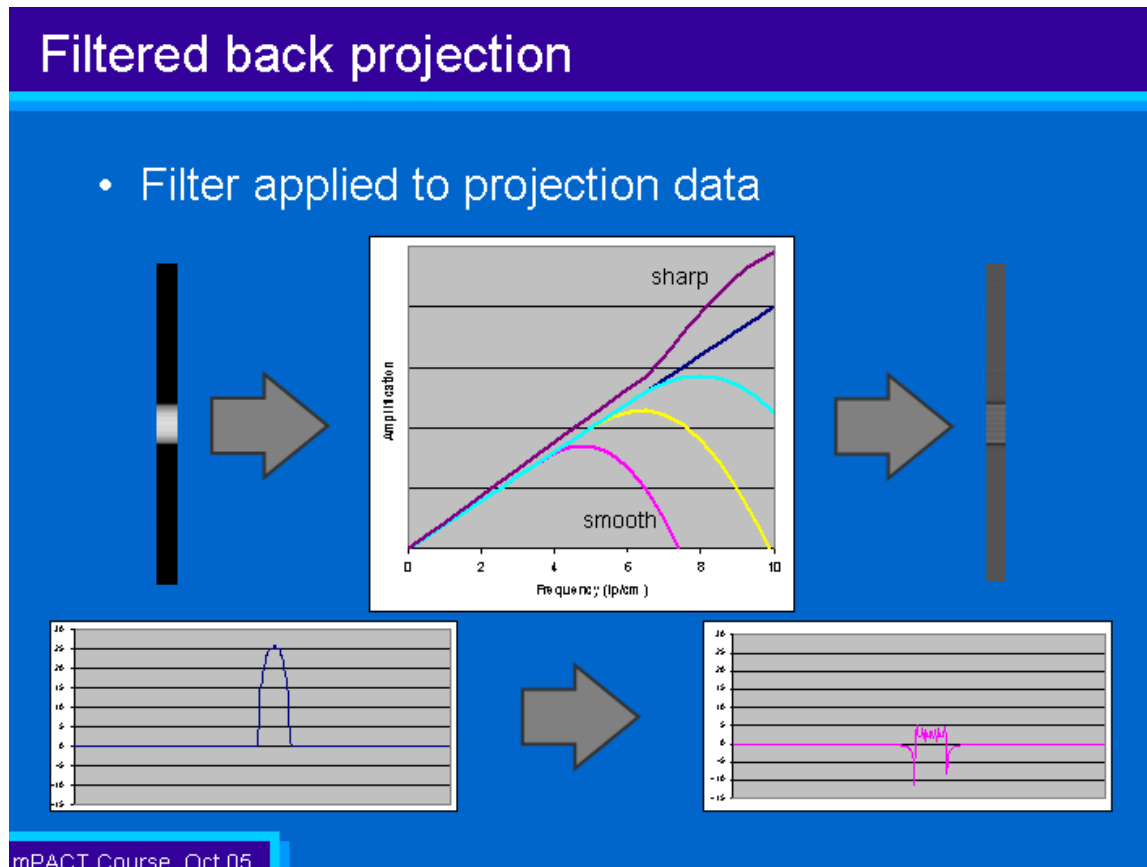 Filtered back projection
• Filter applied to projection data
sharp
Amplification
smooth
0 2 4 6 8 10
Frequency (lp/cm)
mPACT Course, Oct 05